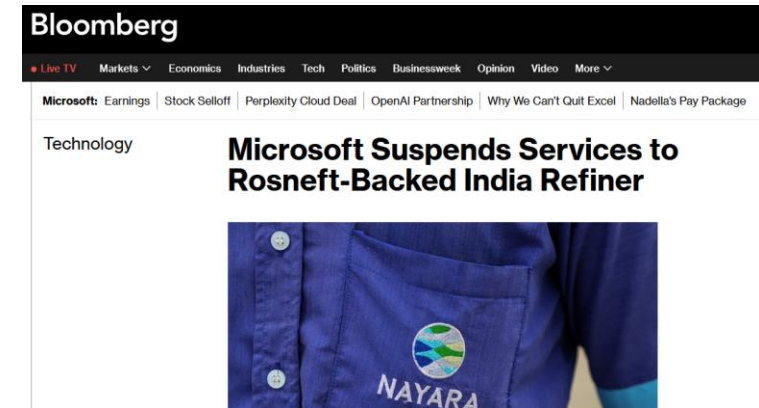 Bloomberg
Live TV Markets Economics Industries Tech Politics Businessweek Opinion Video More
Microsoft: Earnings Stock Selloff Perplexity Cloud Deal OpenAI Partnership Why We Can't Quit Excel Nadella's Pay Package
Technology
Microsoft Suspends Services to
Rosneft-Backed India Refiner
NAYARA